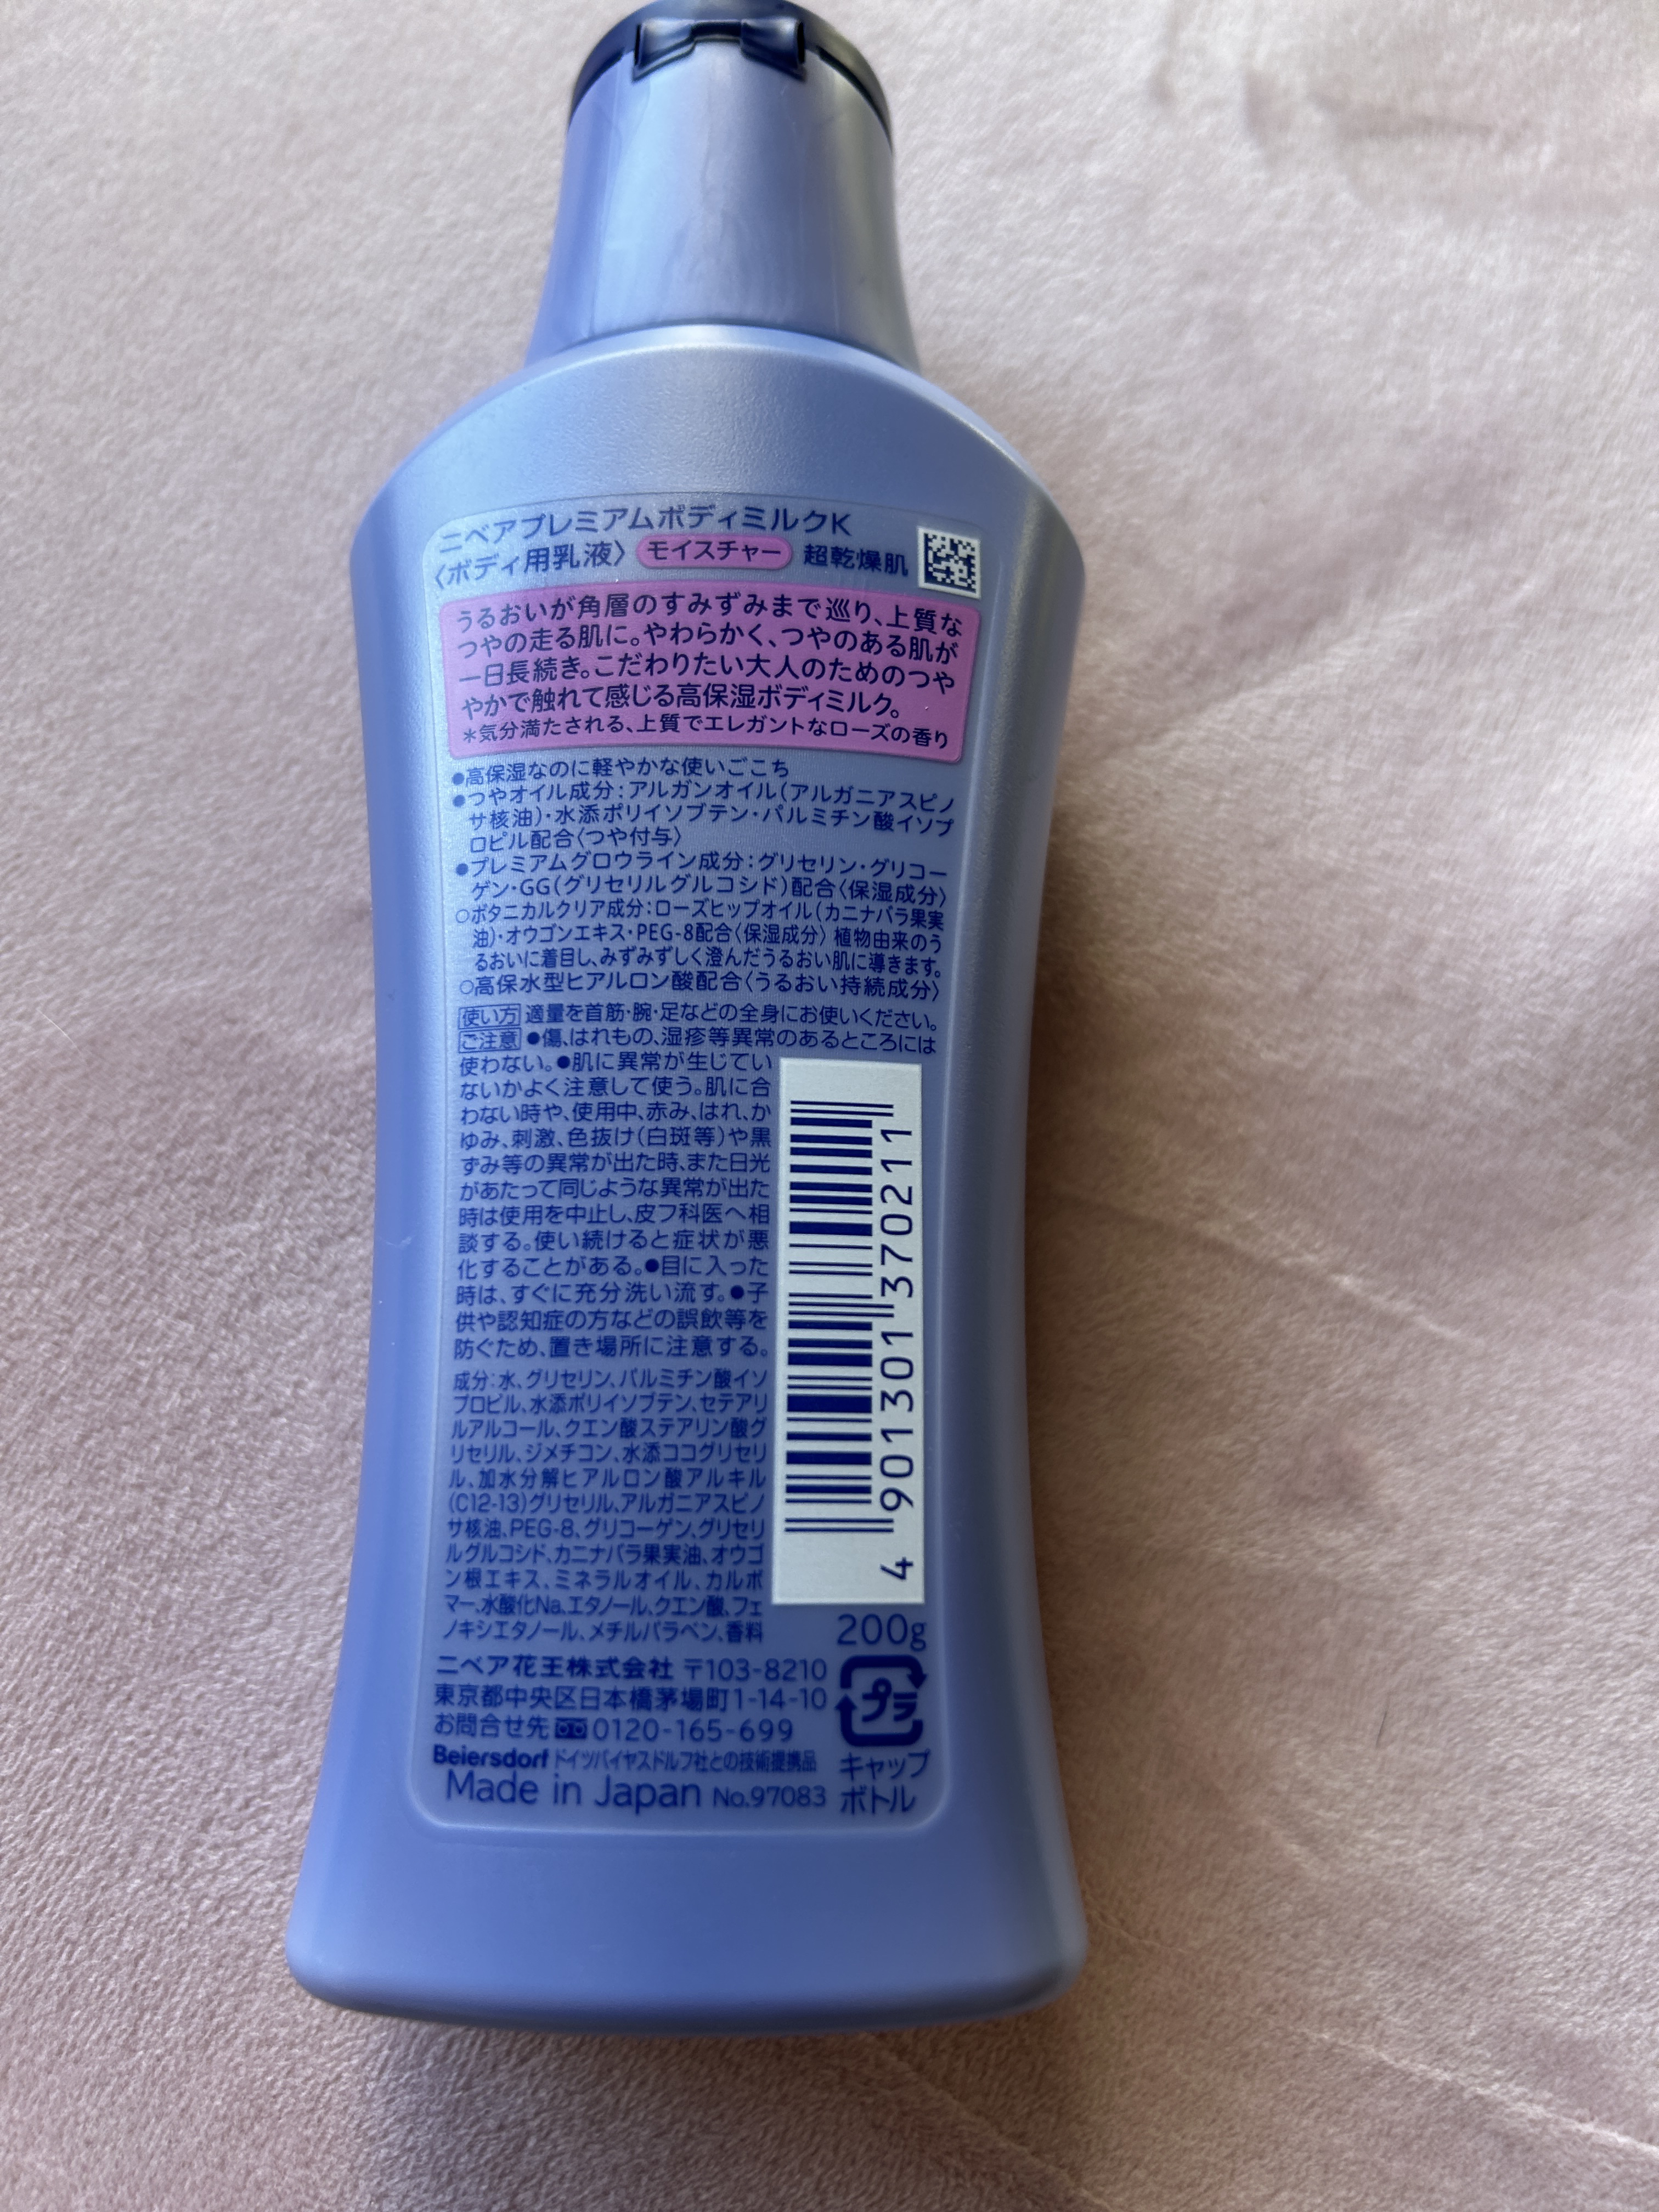 ニベアプレミアムボディミルクK
〈ボディ用乳液〉 モイスチャー 超乾燥肌
うるおいが角層のすみずみまで巡り、上質な
つやの走る肌に。やわらかく、つやのある肌が
一日長続き。こだわりたい大人のためのつや
やかで触れて感じる高保湿ボディミルク。
＊気分満たされる、上質でエレガントなローズの香り
●高保湿なのに軽やかな使いごこち
●つやオイル成分：アルガンオイル（アルガニアスピノ
サ核油）・水添ポリイソブテン・パルミチン酸イソプ
ロピル配合〈つや付与〉
●プレミアムグロウライン成分：グリセリン・グリコー
ゲン・GG（グリセリルグルコシド）配合〈保湿成分〉
○ボタニカルクリア成分：ローズヒップオイル（カニナバラ果実
油）・オウゴンエキス・PEG-8配合〈保湿成分〉 植物由来のう
るおいに着目し、みずみずしく澄んだうるおい肌に導きます。
○高保水型ヒアルロン酸配合〈うるおい持続成分〉
使い方 適量を首筋・腕・足などの全身にお使いください。
ご注意 ●傷、はれもの、湿疹等異常のあるところには
使わない。●肌に異常が生じてい
ないかよく注意して使う。肌に合
わない時や、使用中、赤み、はれ、か
ゆみ、刺激、色抜け（白斑等）や黒
ずみ等の異常が出た時、また日光
があたって同じような異常が出た
時は使用を中止し、皮フ科医へ相
談する。使い続けると症状が悪
化することがある。●目に入った
時は、すぐに充分洗い流す。●子
供や認知症の方などの誤飲等を
防ぐため、置き場所に注意する。
成分：水、グリセリン、パルミチン酸イソ
プロピル、水添ポリイソブテン、セテアリ
ルアルコール、クエン酸ステアリン酸グ
リセリル、ジメチコン、水添ココグリセリ
ル、加水分解ヒアルロン酸アルキル
(C12-13)グリセリル、アルガニアスピノ
サ核油、PEG-8、グリコーゲン、グリセリ
ルグルコシド、カニナバラ果実油、オウゴ
ン根エキス、ミネラルオイル、カルボ
マー、水酸化Na、エタノール、クエン酸、フェ
ノキシエタノール、メチルパラベン、香料
4 901301 370211
200g
ニベア花王株式会社 〒103-8210
東京都中央区日本橋茅場町1-14-10
お問合せ先 0120-165-699
Beiersdorf ドイツバイヤスドルフ社との技術提携品
Made in Japan No.97083
プラ
キャップ
ボトル